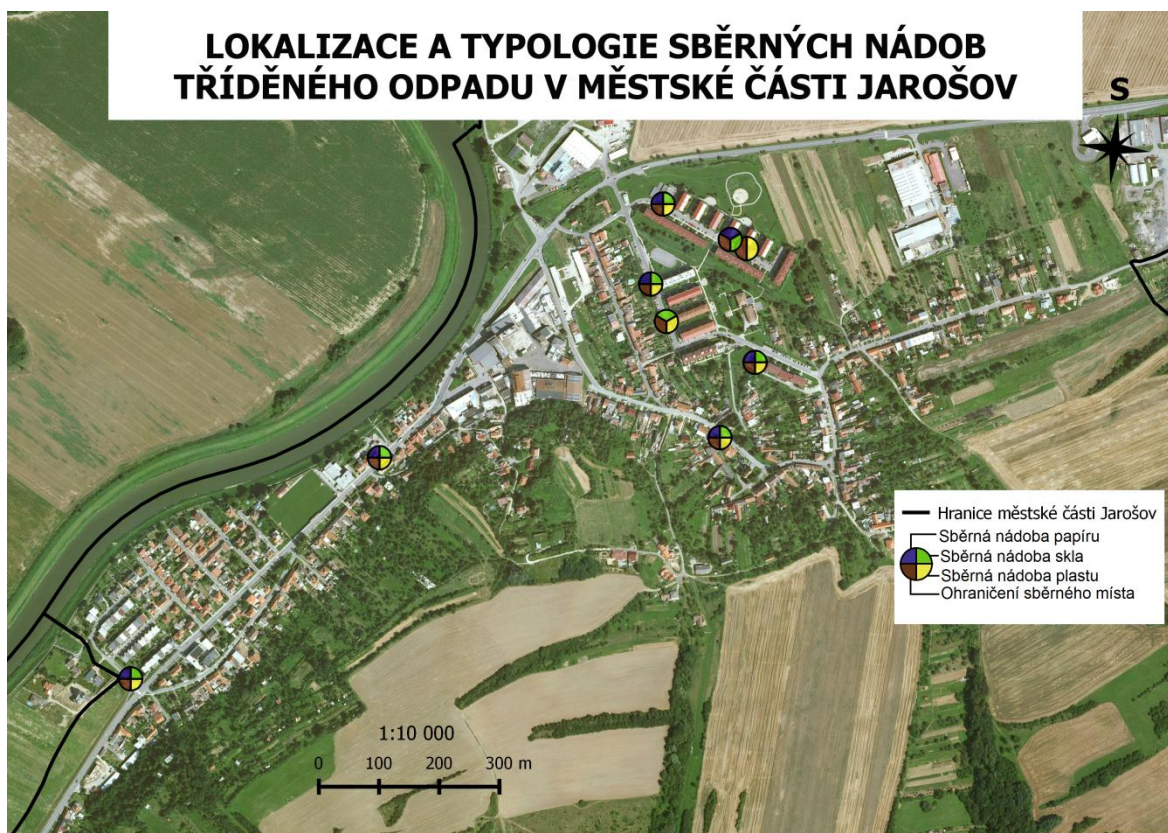 LOKALIZACE A TYPOLOGIE SBĚRNÝCH NÁDOB
TŘÍDĚNÉHO ODPADU V MĚSTSKÉ ČÁSTI JAROŠOV
S
Hranice městské části Jarošov
Sběrná nádoba papíru
Sběrná nádoba skla
Sběrná nádoba plastu
Ohraničení sběrného místa
1:10 000
0 100 200 300 m